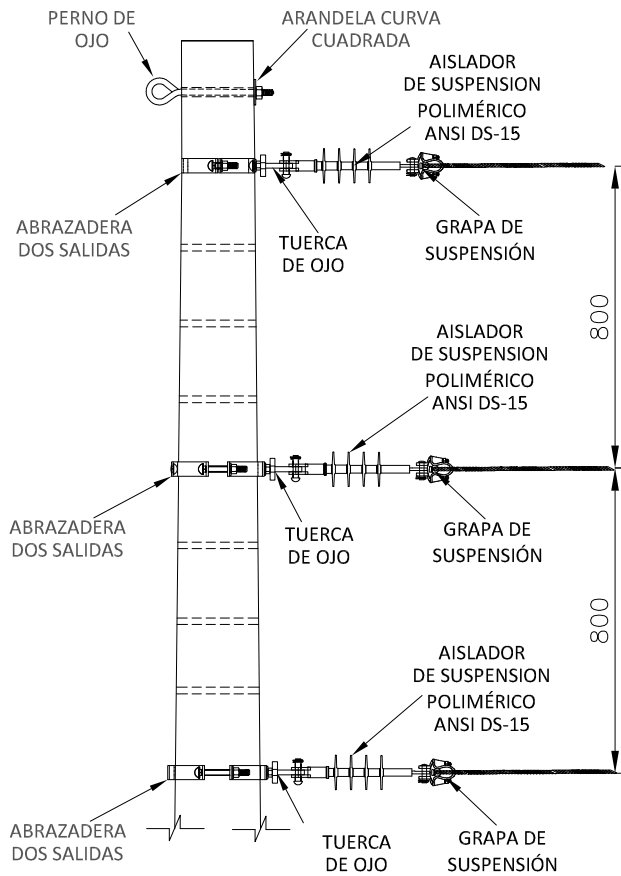 PERNO DE
OJO
ARANDELA CURVA
CUADRADA
AISLADOR
DE SUSPENSION
POLIMÉRICO
ANSI DS-15
ABRAZADERA
DOS SALIDAS
TUERCA
DE OJO
GRAPA DE
SUSPENSIÓN
800
AISLADOR
DE SUSPENSION
POLIMÉRICO
ANSI DS-15
ABRAZADERA
DOS SALIDAS
TUERCA
DE OJO
GRAPA DE
SUSPENSIÓN
800
AISLADOR
DE SUSPENSION
POLIMÉRICO
ANSI DS-15
ABRAZADERA
DOS SALIDAS
TUERCA
DE OJO
GRAPA DE
SUSPENSIÓN